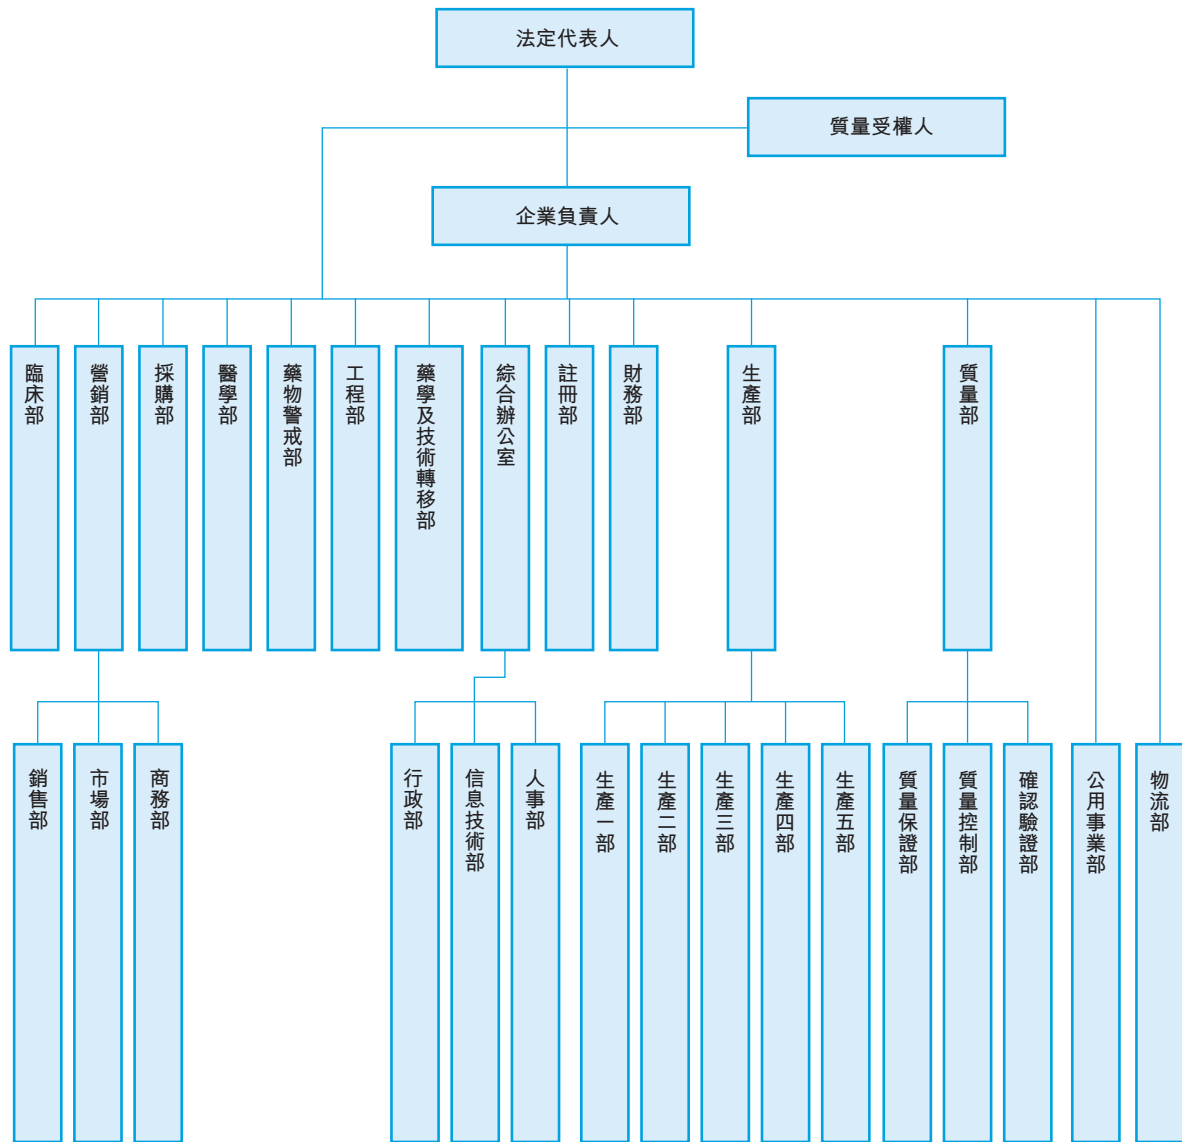 法定代表人
質量受權人
企業負責人
臨床部
營銷部
採購部
醫學部
藥物警戒部
工程部
藥學及技術轉移部
綜合辦公室
註冊部
財務部
生產部
質量部
銷售部
市場部
商務部
行政部
信息技術部
人事部
生產一部
生產二部
生產三部
生產四部
生產五部
質量保證部
質量控制部
確認驗證部
公用事業部
物流部